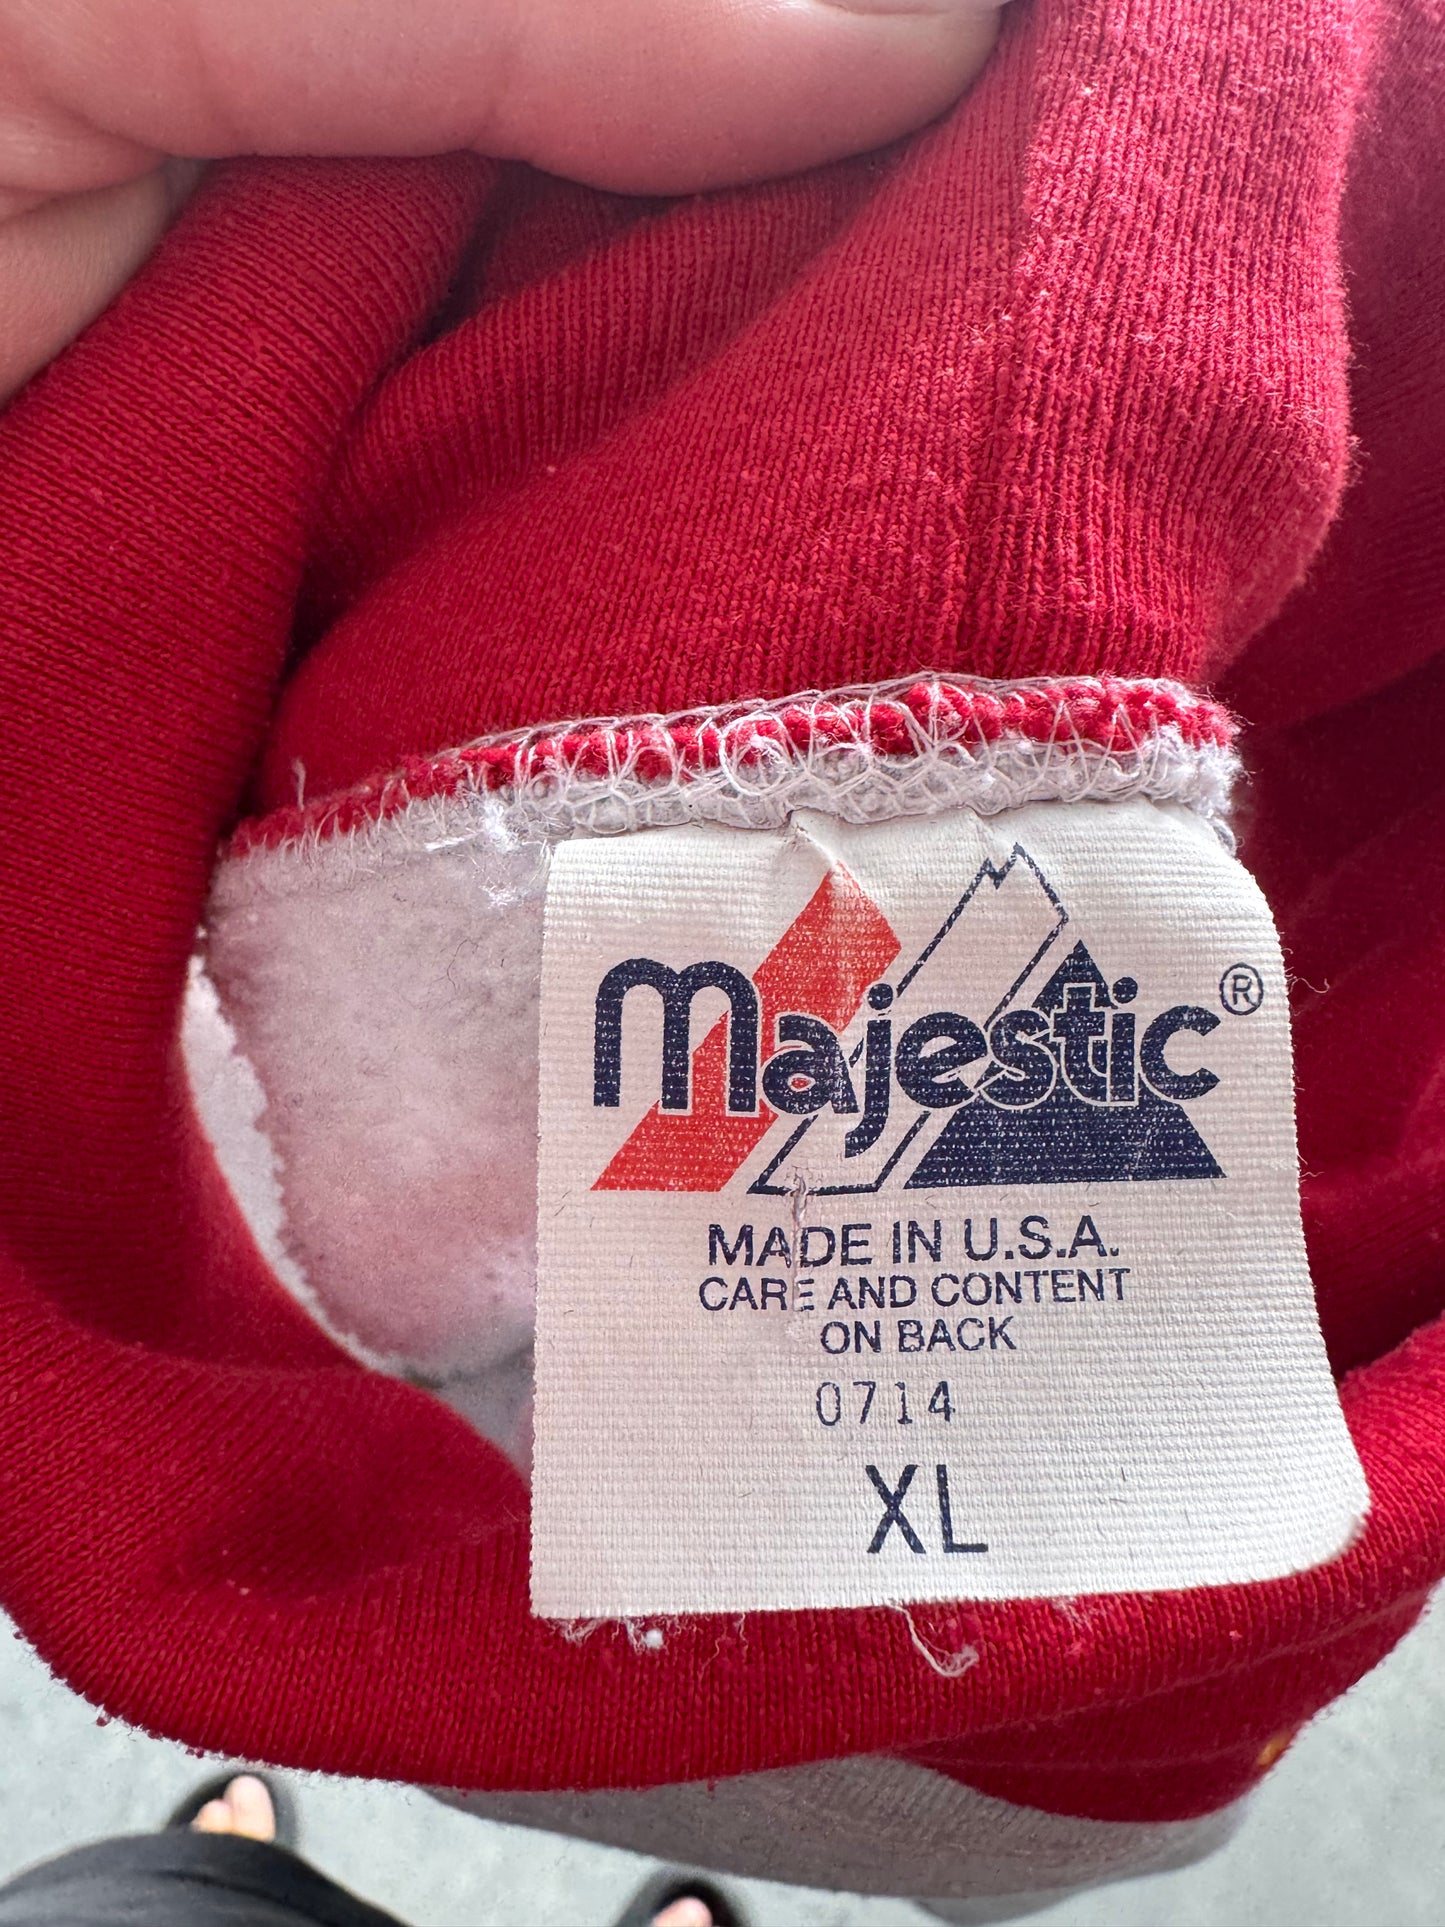 majestic®
MADE IN U.S.A.
CARE AND CONTENT
ON BACK
0714
XL